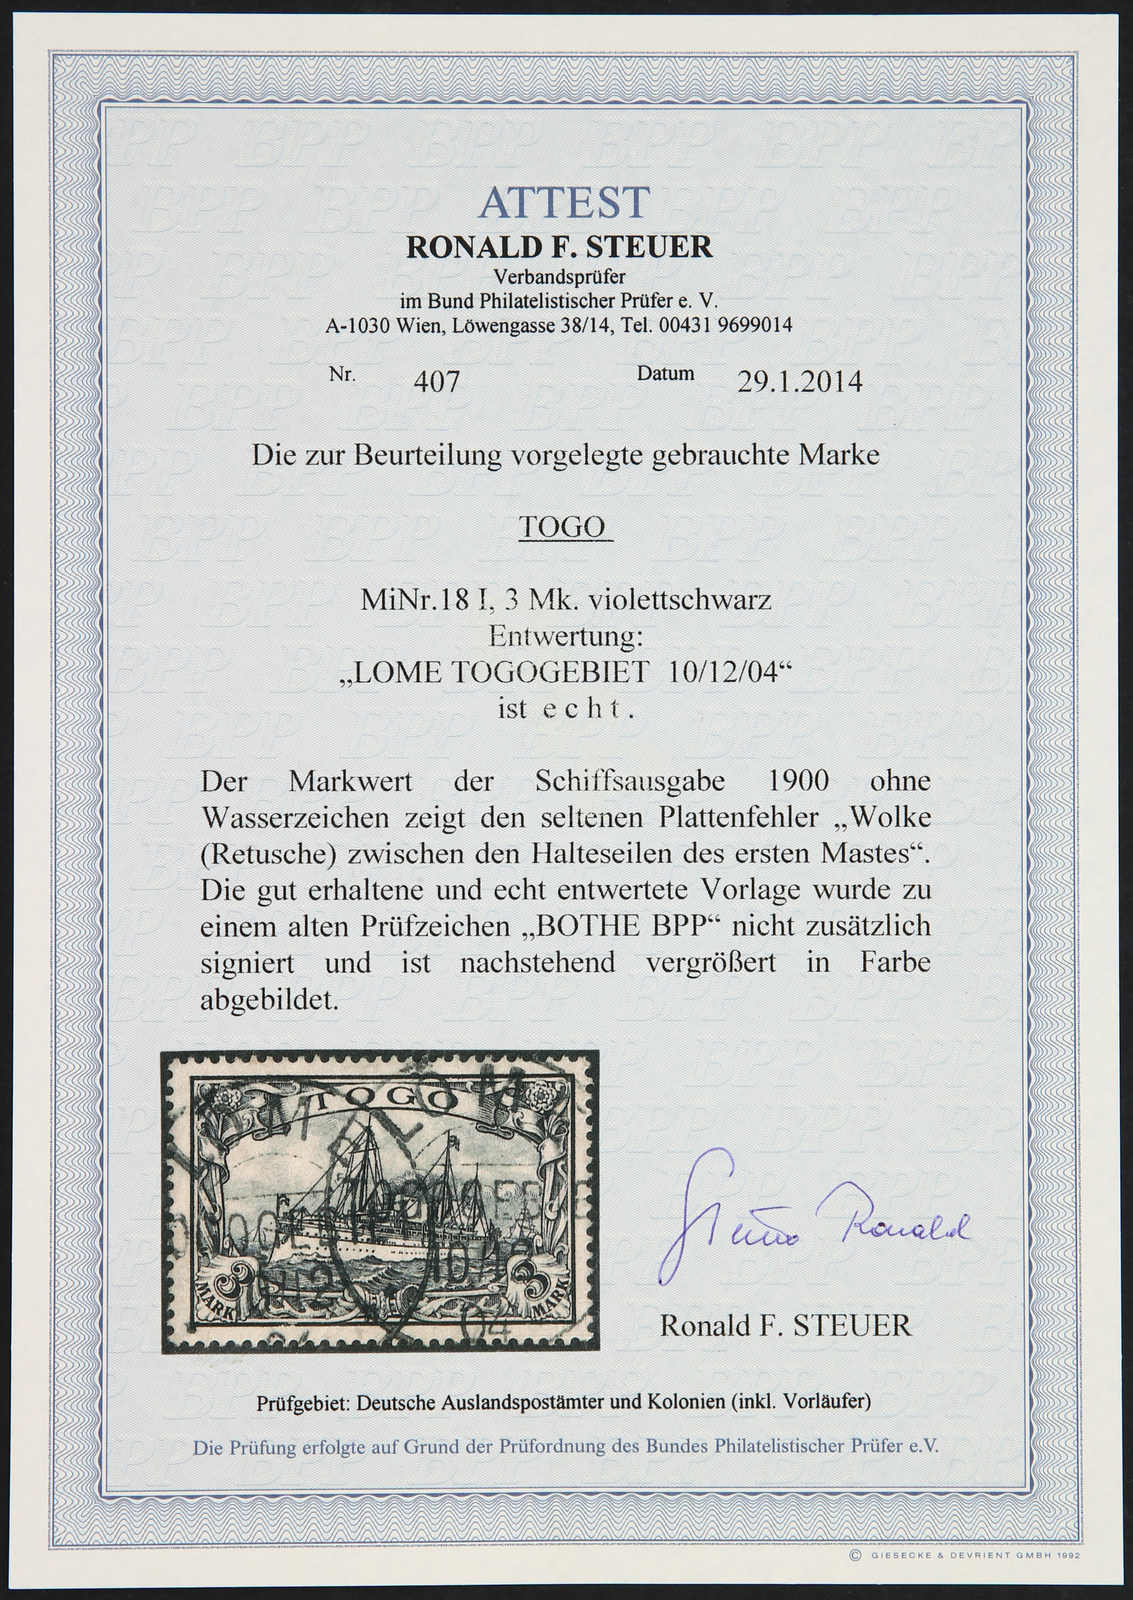 ATTEST
RONALD F. STEUER
Verbandsprüfer
im Bund Philatelistischer Prüfer e. V.
A-1030 Wien, Löwengasse 38/14, Tel. 00431 9699014
Nr. 407 Datum 29.1.2014
Die zur Beurteilung vorgelegte gebrauchte Marke
TOGO
MiNr.18 I, 3 Mk. violettschwarz
Entwertung:
„LOME TOGOGEBIET 10/12/04“
ist e c h t .
Der Markwert der Schiffsausgabe 1900 ohne
Wasserzeichen zeigt den seltenen Plattenfehler „Wolke
(Retusche) zwischen den Halteseilen des ersten Mastes“.
Die gut erhaltene und echt entwertete Vorlage wurde zu
einem alten Prüfzeichen „BOTHE BPP“ nicht zusätzlich
signiert und ist nachstehend vergrößert in Farbe
abgebildet.
TOGO
3 3
MARK MARK
Steuer Ronald
Ronald F. STEUER
Prüfgebiet: Deutsche Auslandspostämter und Kolonien (inkl. Vorläufer)
Die Prüfung erfolgte auf Grund der Prüfordnung des Bundes Philatelistischer Prüfer e.V.
© GIESECKE & DEVRIENT GMBH 1992